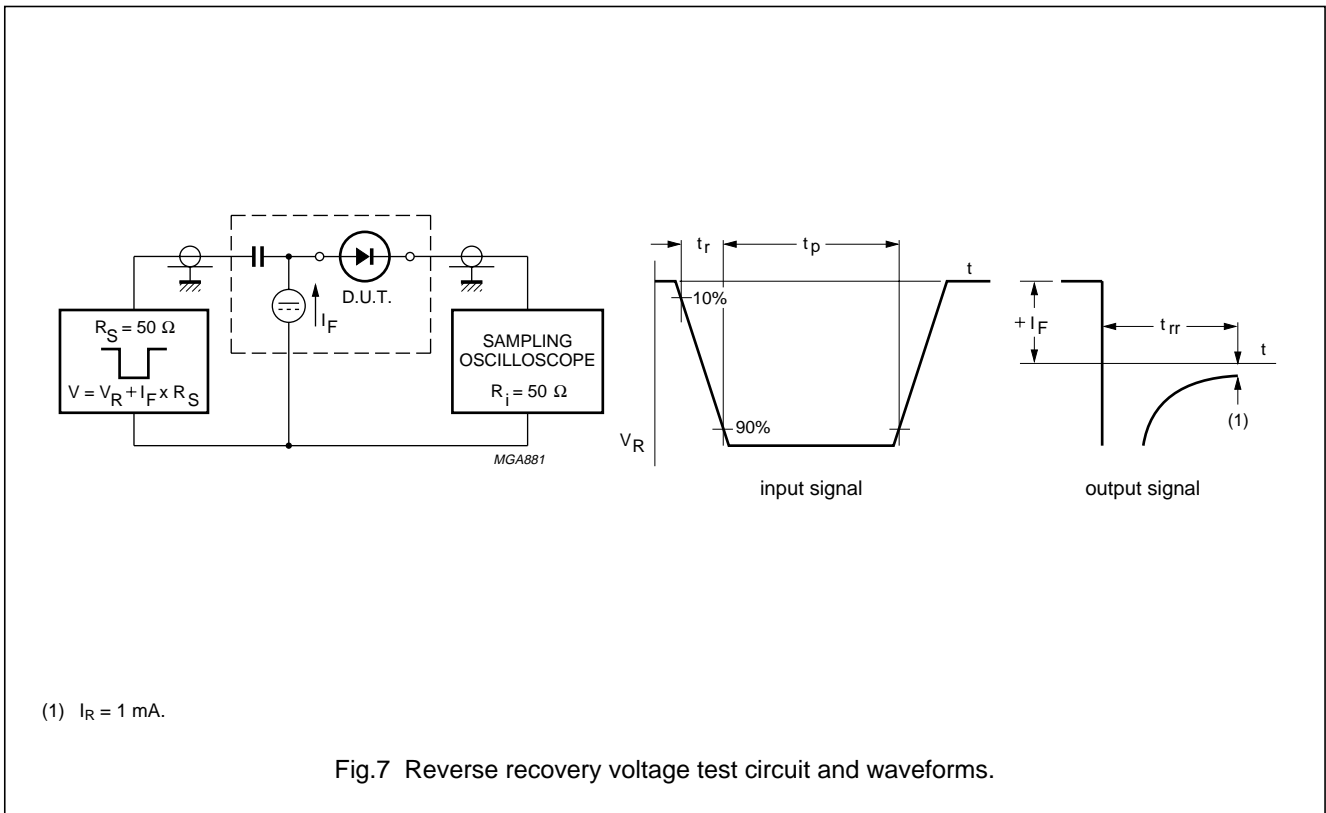 R_S = 50 Ω
V = V_R + I_F x R_S
I_F
D.U.T.
SAMPLING
OSCILLOSCOPE
R_i = 50 Ω
MGA881
t_r
t_p
t
10%
90%
V_R
input signal
+ I_F
t_rr
t
(1)
output signal
(1) I_R = 1 mA.
Fig.7 Reverse recovery voltage test circuit and waveforms.